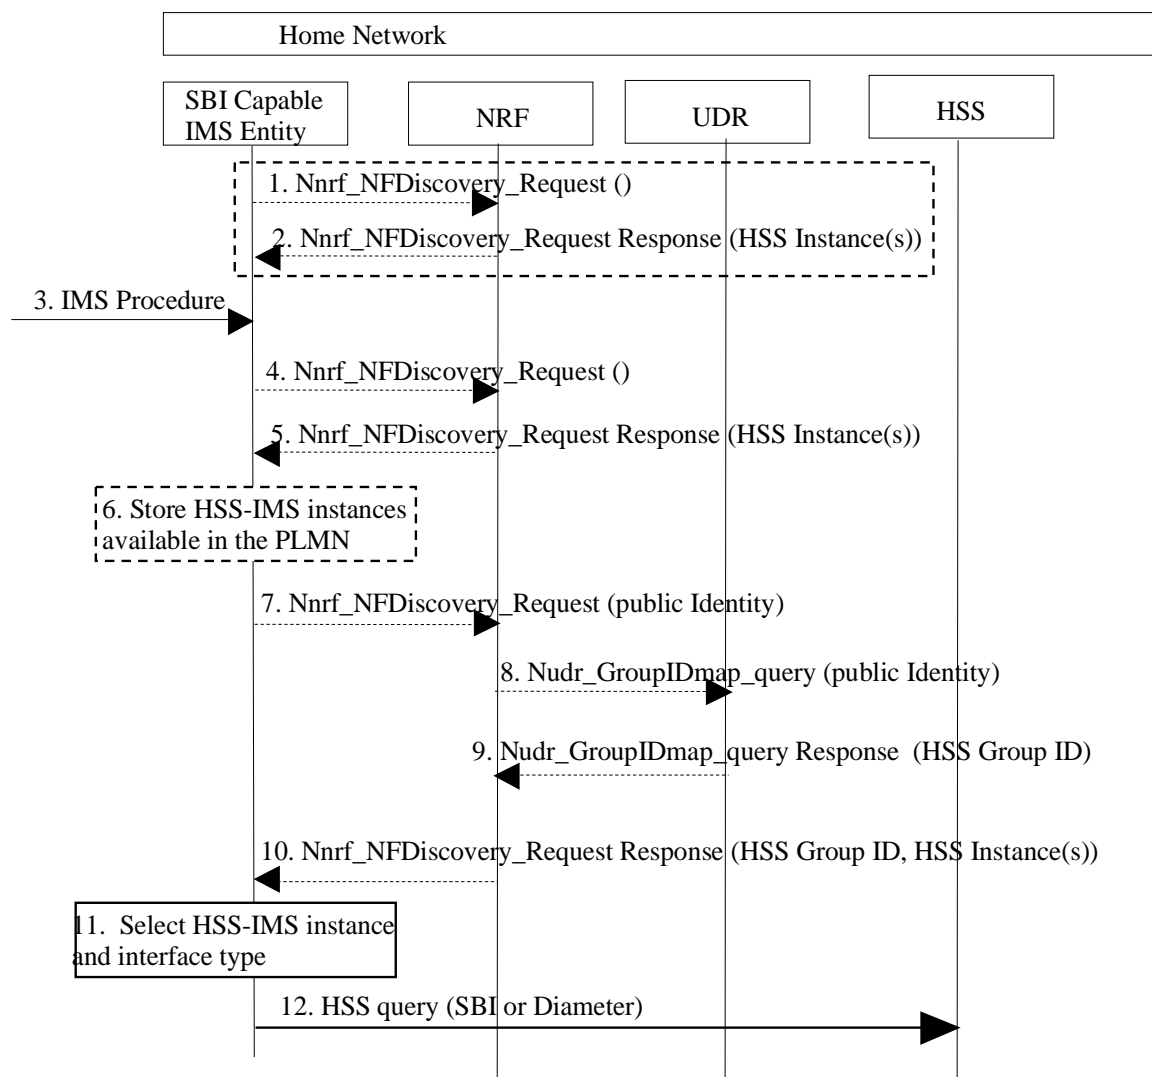 Home Network
SBI Capable
IMS Entity
NRF
UDR
HSS
1. Nnrf_NFDiscovery_Request ()
2. Nnrf_NFDiscovery_Request Response (HSS Instance(s))
3. IMS Procedure
4. Nnrf_NFDiscovery_Request ()
5. Nnrf_NFDiscovery_Request Response (HSS Instance(s))
6. Store HSS-IMS instances
available in the PLMN
7. Nnrf_NFDiscovery_Request (public Identity)
8. Nudr_GroupIDmap_query (public Identity)
9. Nudr_GroupIDmap_query Response  (HSS Group ID)
10. Nnrf_NFDiscovery_Request Response (HSS Group ID, HSS Instance(s))
11.  Select HSS-IMS instance
and interface type
12. HSS query (SBI or Diameter)